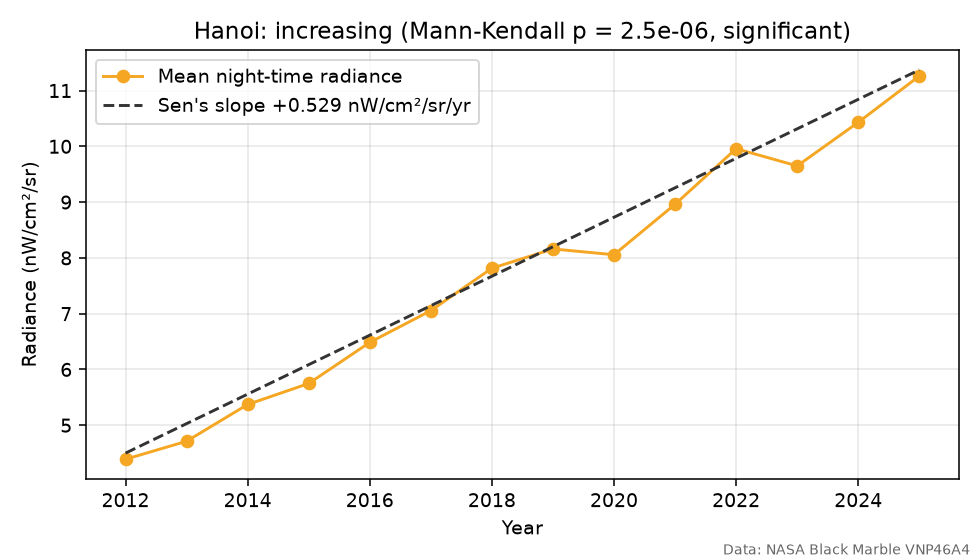 Hanoi: increasing (Mann-Kendall p = 2.5e-06, significant)
Mean night-time radiance
Sen's slope +0.529 nW/cm²/sr/yr
Radiance (nW/cm²/sr)
11
10
9
8
7
6
5
2012 2014 2016 2018 2020 2022 2024
Year
Data: NASA Black Marble VNP46A4